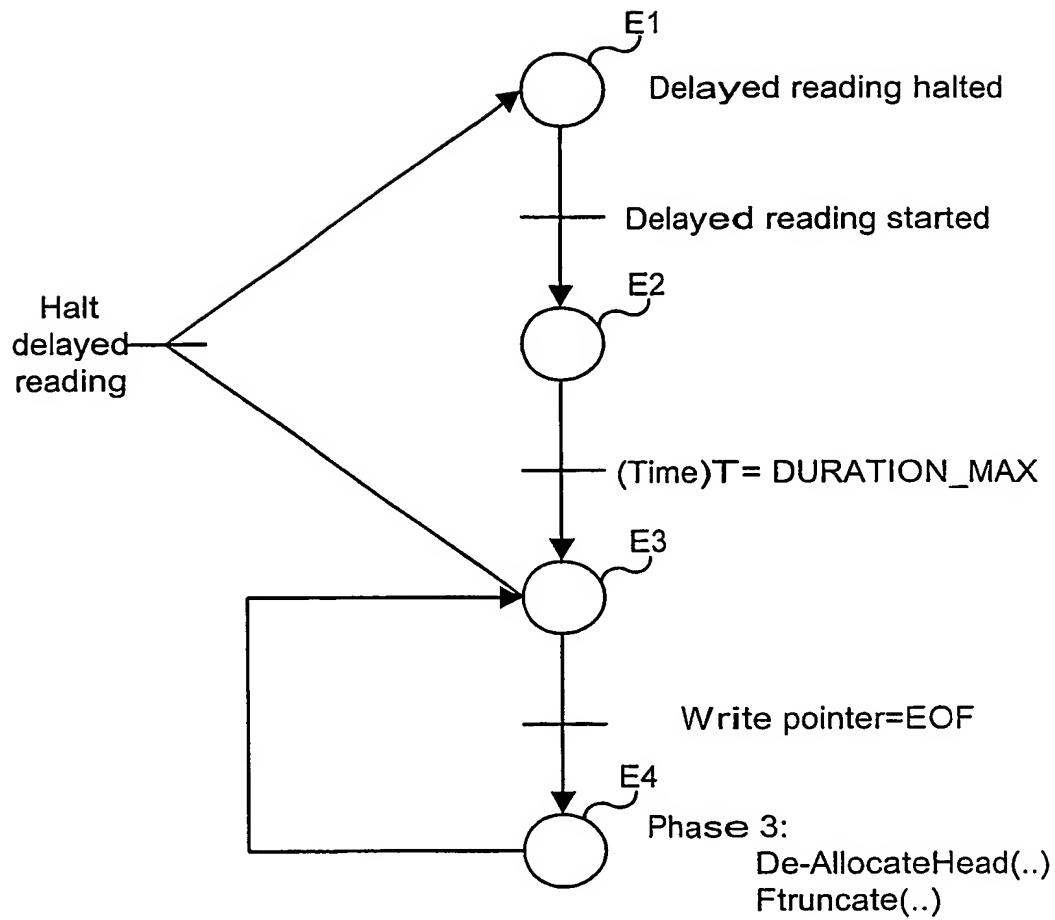 E1
Delayed reading halted
Delayed reading started
E2
Halt
delayed
reading
(Time)T= DURATION_MAX
E3
Write pointer=EOF
E4
Phase 3:
De-AllocateHead(..)
Ftruncate(..)